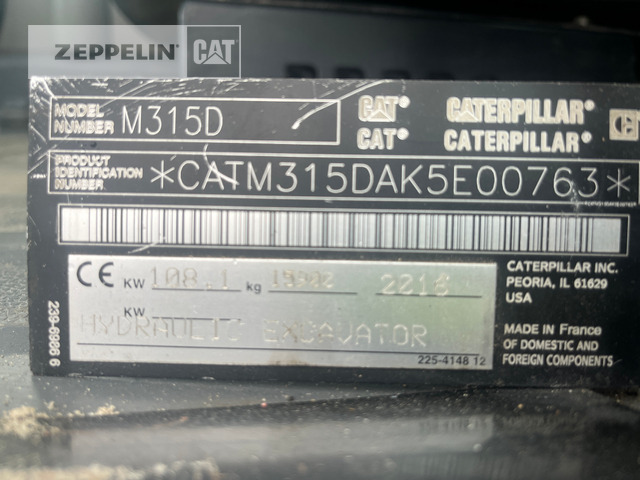 ZEPPELIN CAT
MODEL NUMBER M315D
CAT® CATERPILLAR®
CAT® CATERPILLAR®
PRODUCT IDENTIFICATION NUMBER *CATM315DAK5E00763*
CE KW 108.1 kg
KW
HYDRAULIC EXCAVATOR
225-4148 12
239-6986 6
CATERPILLAR INC.
PEORIA, IL 61629
USA
MADE IN France
OF DOMESTIC AND
FOREIGN COMPONENTS